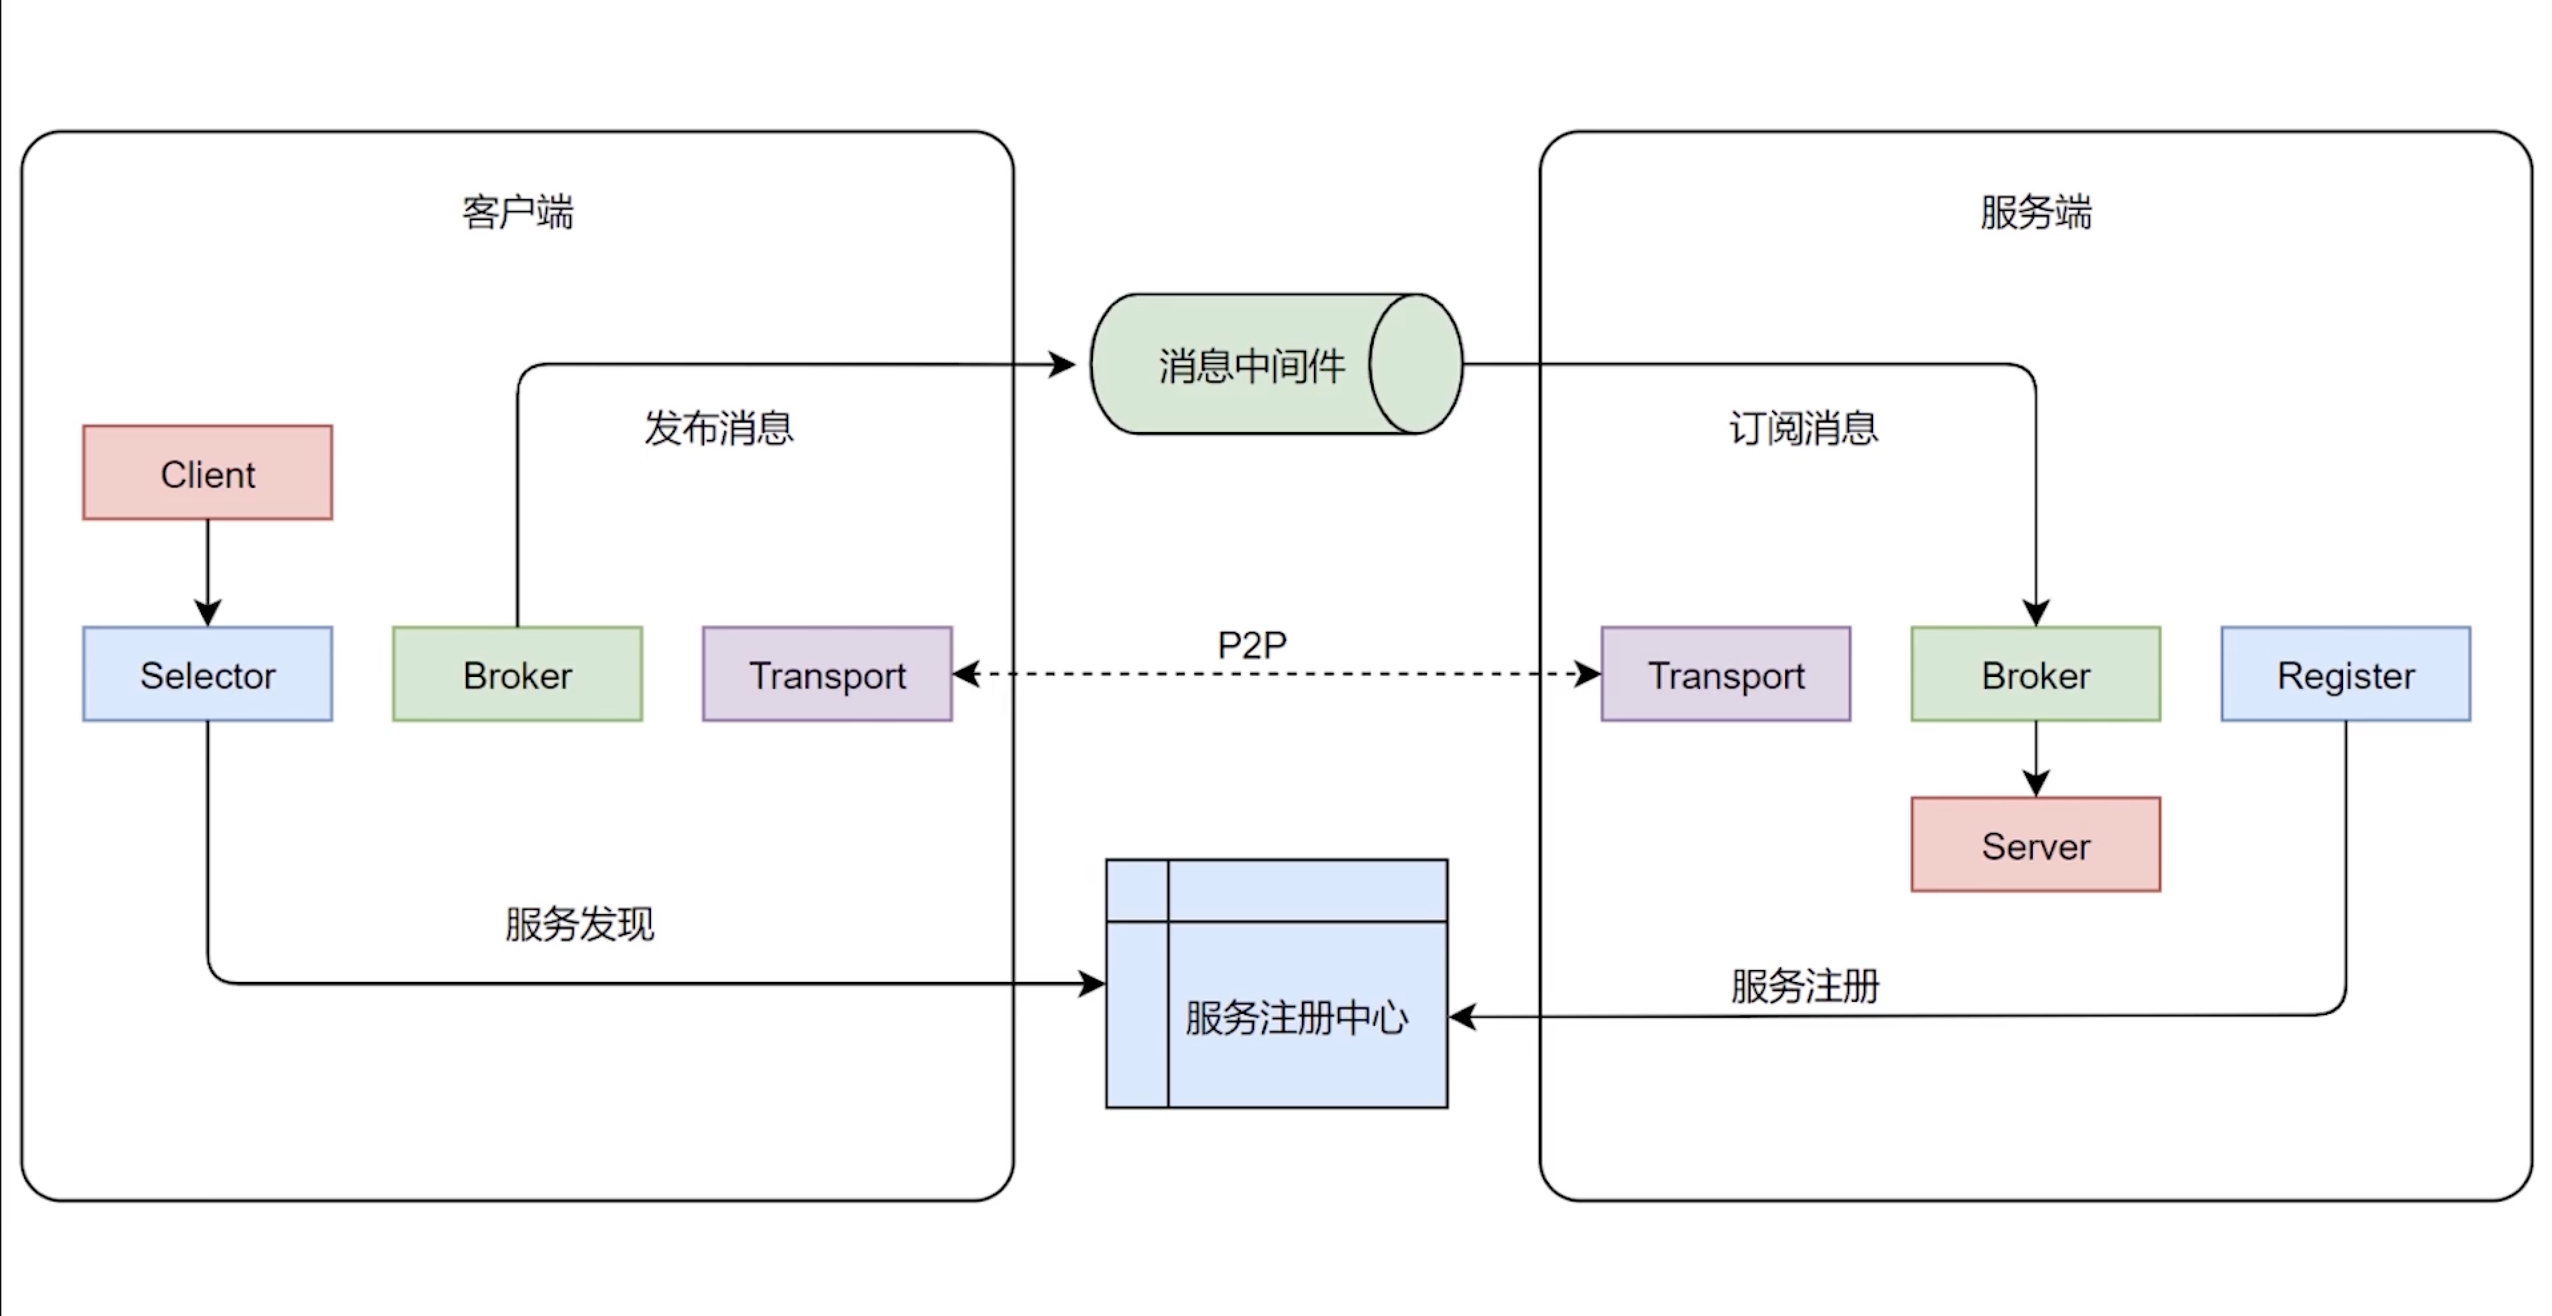 客户端
服务端
消息中间件
发布消息
订阅消息
Client
P2P
Selector
Broker
Transport
Transport
Broker
Register
Server
服务发现
服务注册
服务注册中心